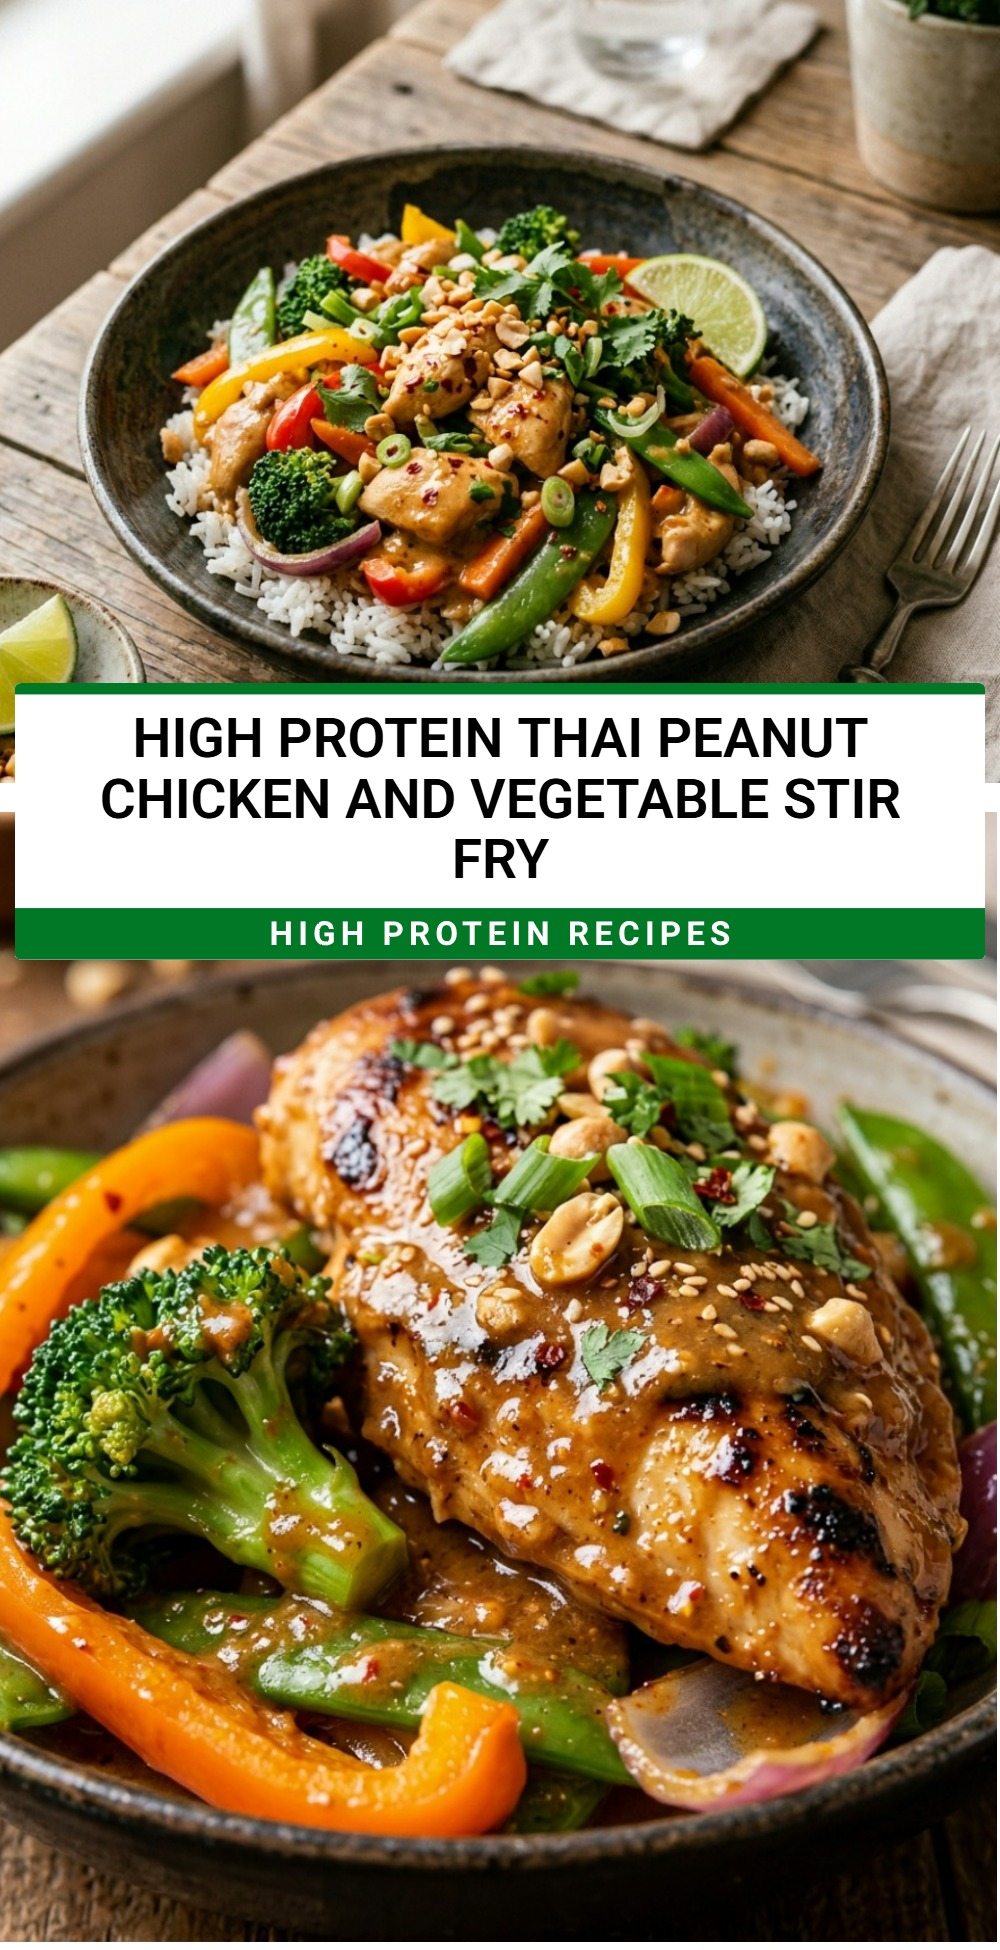 HIGH PROTEIN THAI PEANUT
CHICKEN AND VEGETABLE STIR
FRY
HIGH PROTEIN RECIPES